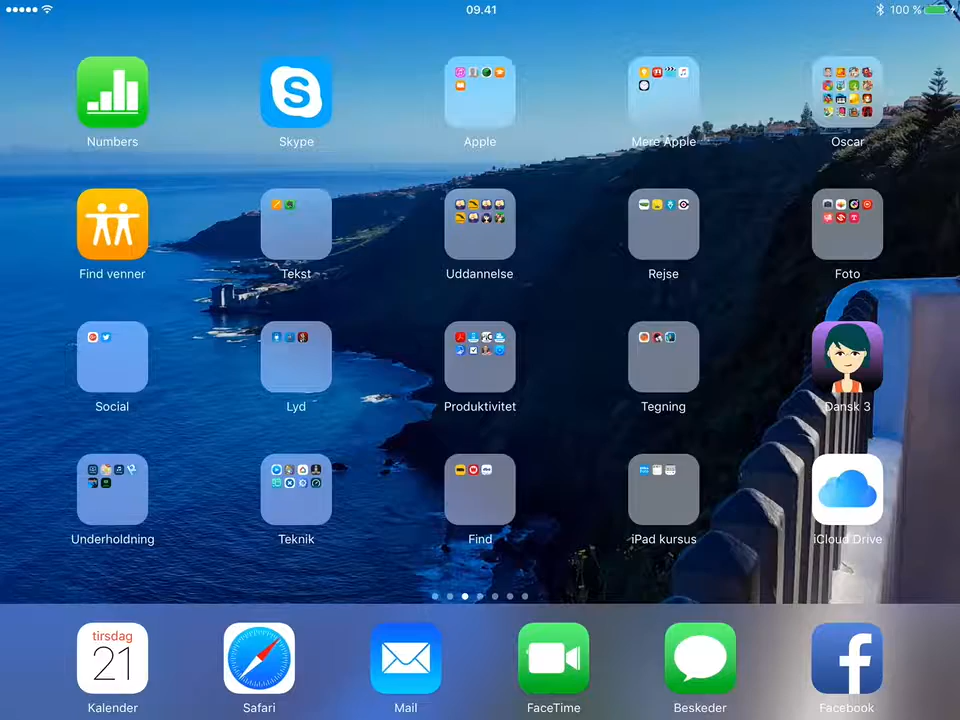 09.41
100 %
Numbers
Skype
Apple
Mere Apple
Oscar
Find venner
Tekst
Uddannelse
Rejse
Foto
Social
Lyd
Produktivitet
Tegning
Dansk 3
Underholdning
Teknik
Find
iPad kursus
iCloud Drive
tirsdag
21
Kalender
Safari
Mail
FaceTime
Beskeder
Facebook